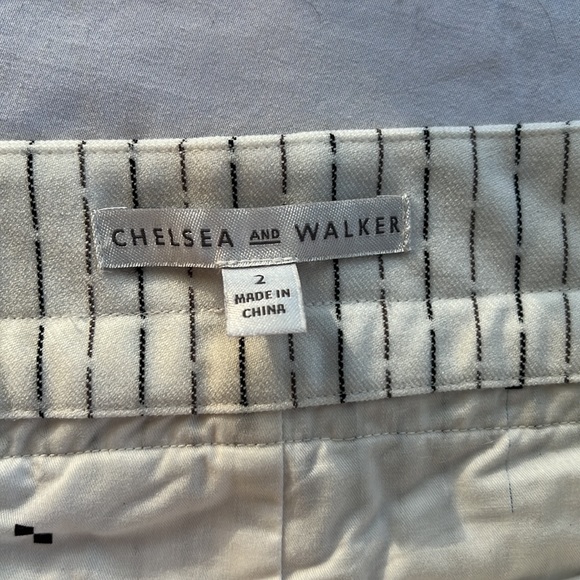 CHELSEA AND WALKER
2
MADE IN
CHINA